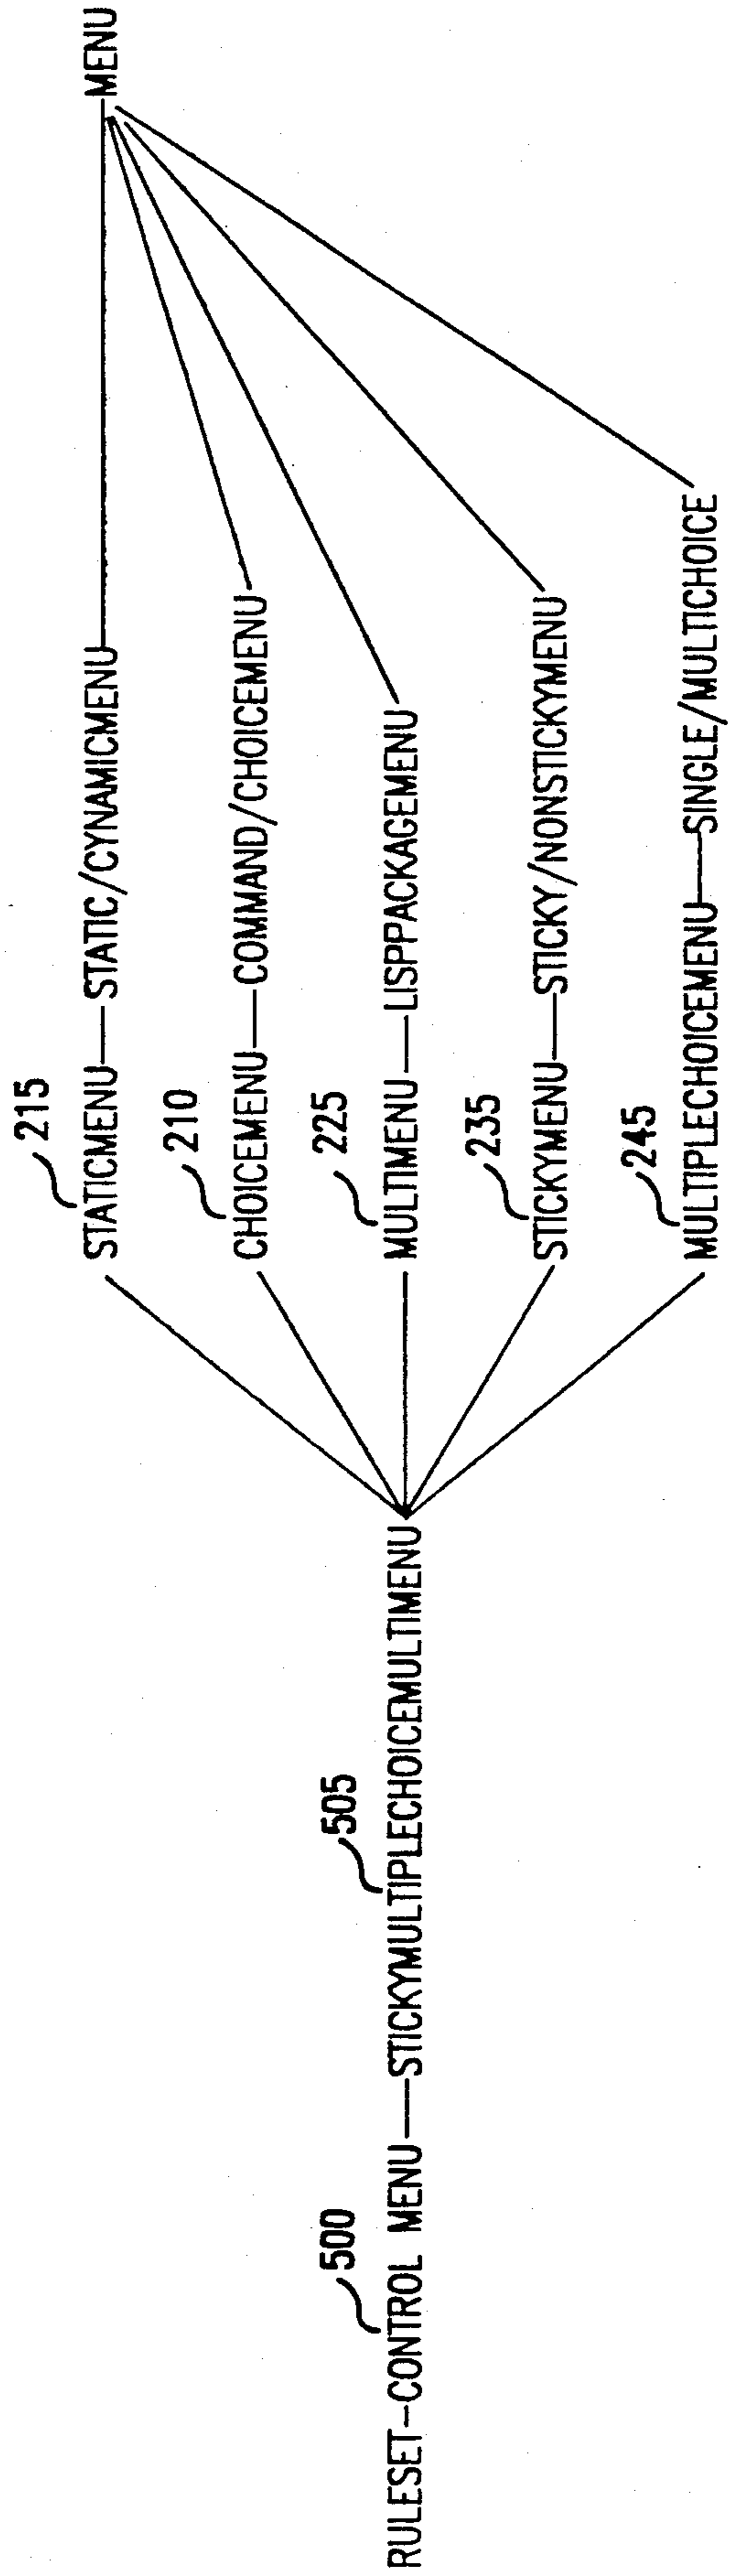 RULESET-CONTROL MENU
500
STICKYMULTIPLECHOICEMULTIMENU
505
STATICMENU
215
STATIC/CYNAMICMENU
CHOICEMENU
210
COMMAND/CHOICEMENU
MULTIMENU
225
LISPPACKAGEMENU
STICKYMENU
235
STICKY/NONSTICKYMENU
MULTIPLECHOICEMENU
245
SINGLE/MULTICHOICE
MENU